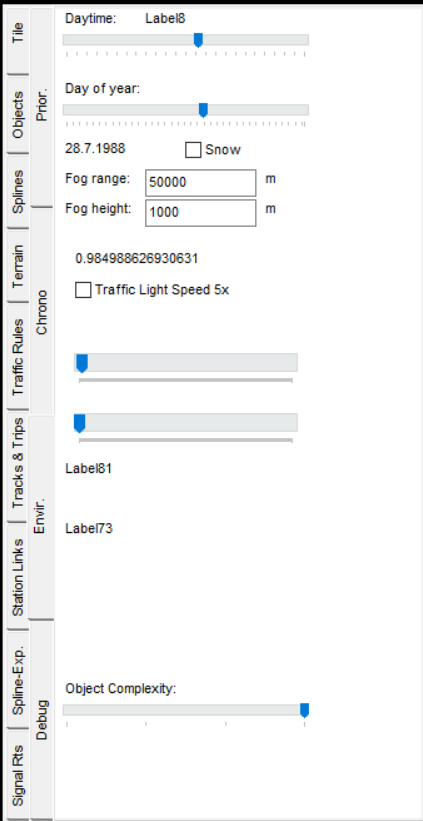 Tile
Objects
Splines
Terrain
Traffic Rules
Tracks & Trips
Station Links
Spline-Exp.
Signal Rts
Prior.
Chrono
Envir.
Debug
Daytime: Label8
Day of year:
28.7.1988 Snow
Fog range: 50000 m
Fog height: 1000 m
0.984988626930631
Traffic Light Speed 5x
Label81
Label73
Object Complexity: